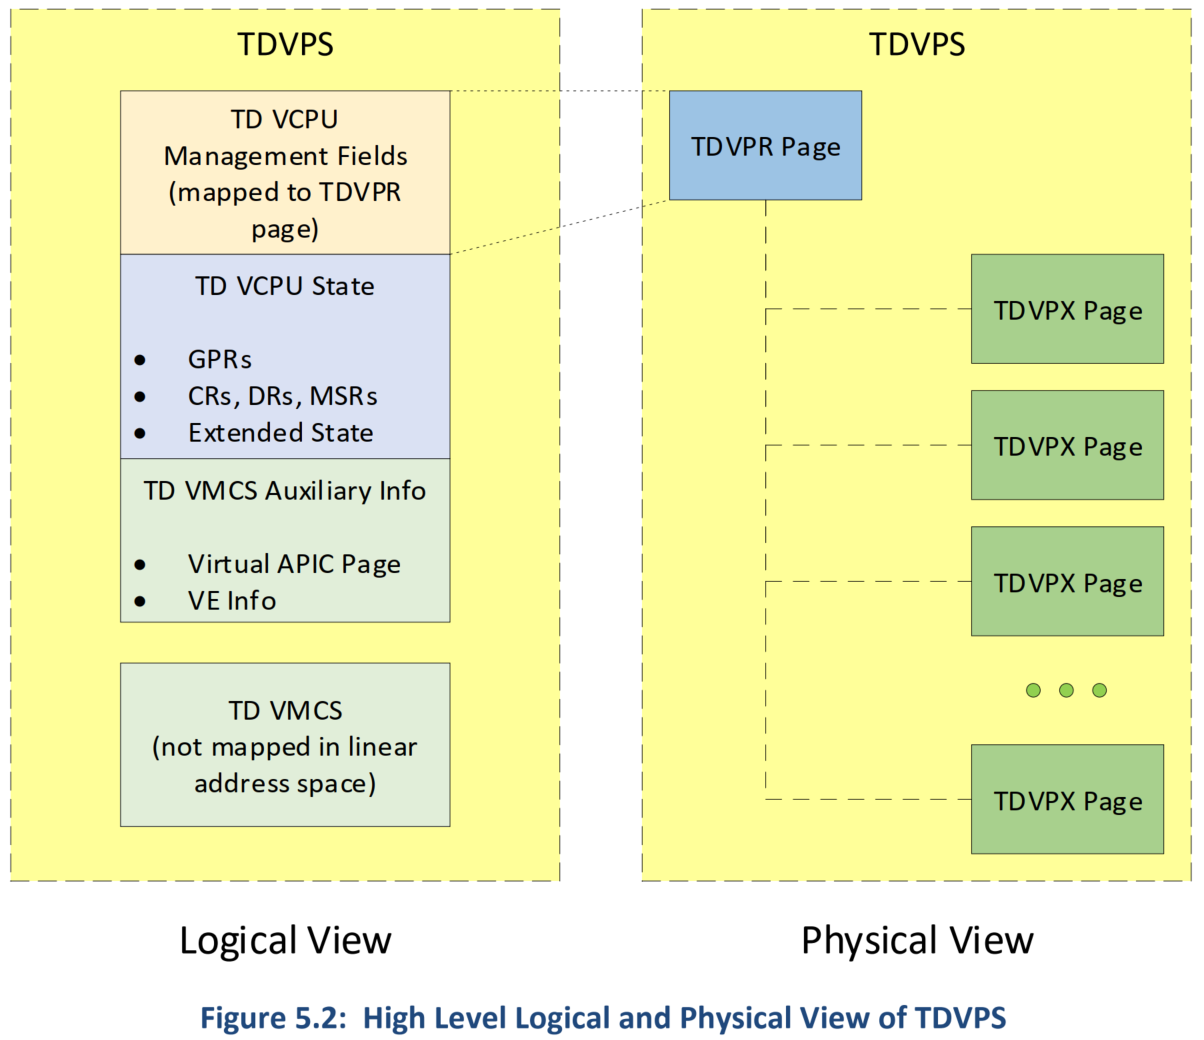 TDVPS
TD VCPU
Management Fields
(mapped to TDVPR
page)
TD VCPU State
● GPRs
● CRs, DRs, MSRs
● Extended State
TD VMCS Auxiliary Info
● Virtual APIC Page
● VE Info
TD VMCS
(not mapped in linear
address space)
Logical View
TDVPS
TDVPR Page
TDVPX Page
TDVPX Page
TDVPX Page
TDVPX Page
Physical View
Figure 5.2: High Level Logical and Physical View of TDVPS